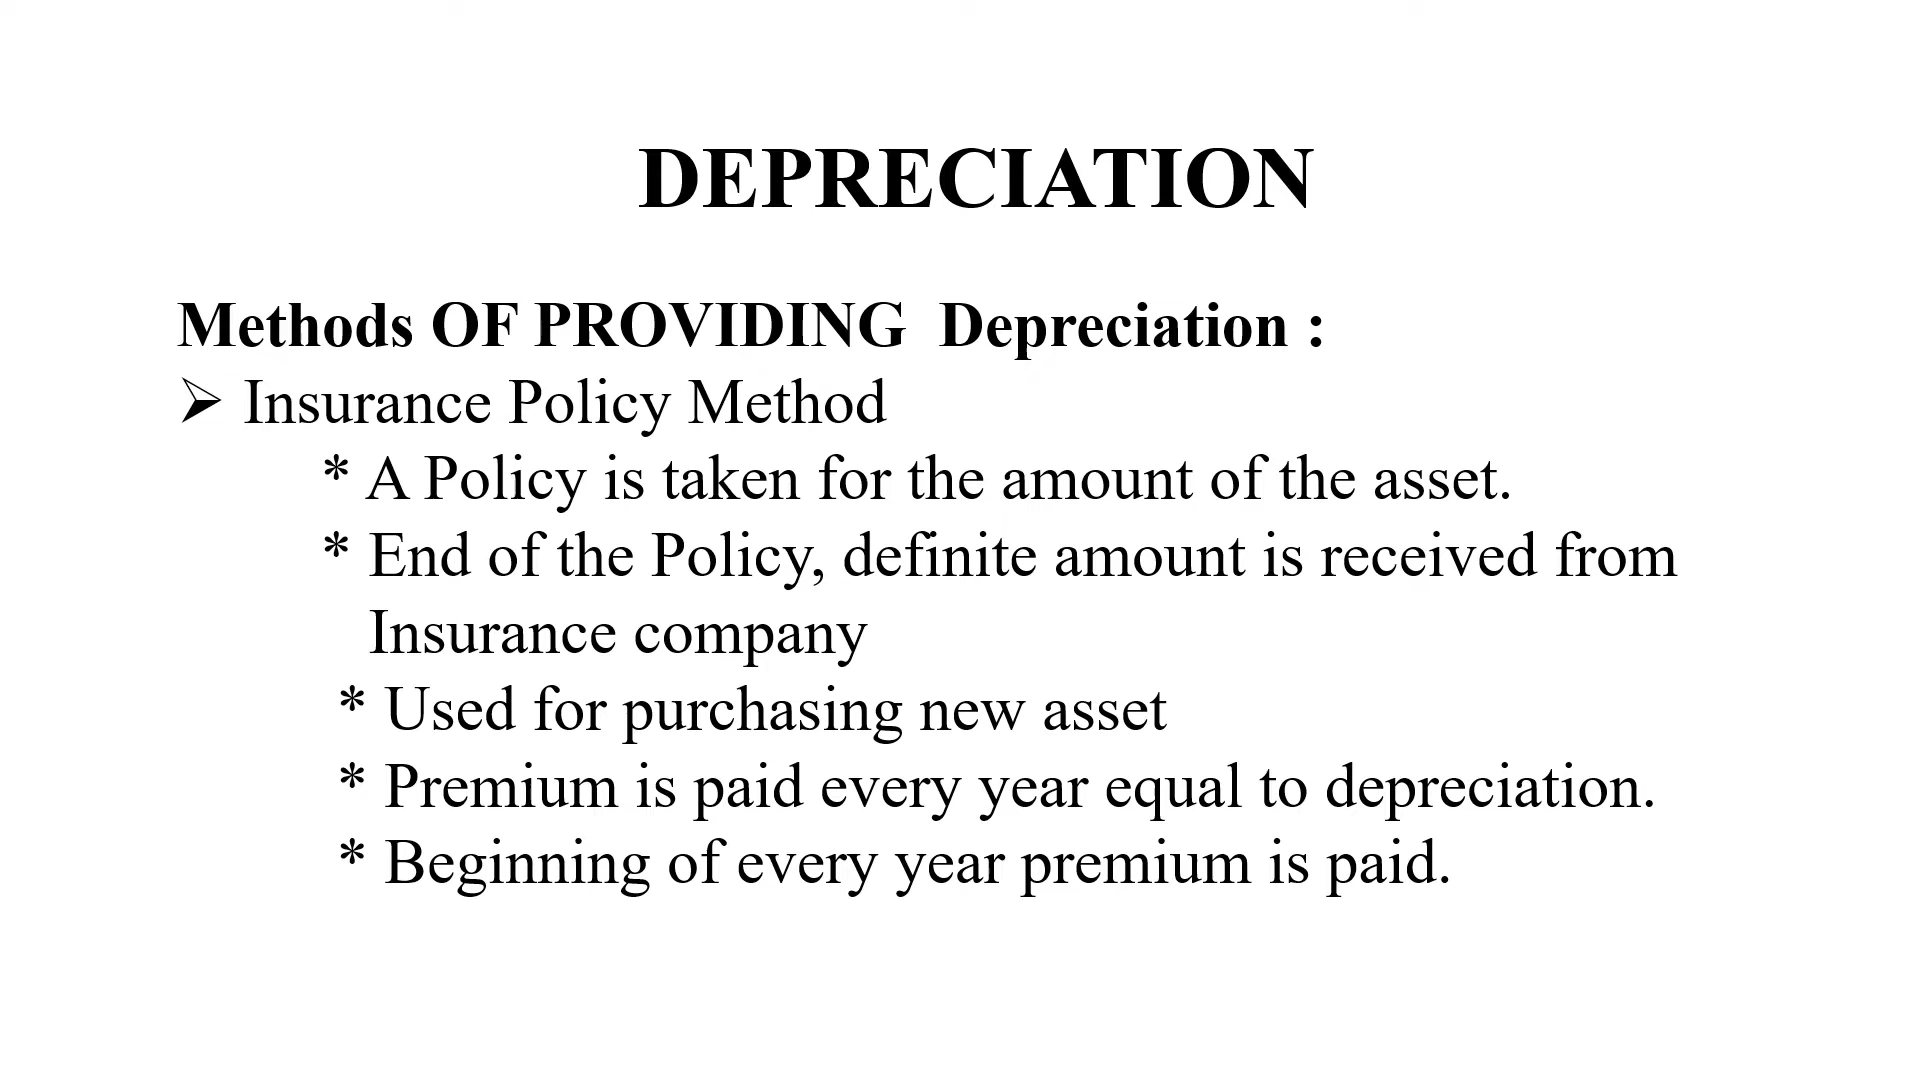 DEPRECIATION
Methods OF PROVIDING  Depreciation :
➢ Insurance Policy Method
* A Policy is taken for the amount of the asset.
* End of the Policy, definite amount is received from
Insurance company
* Used for purchasing new asset
* Premium is paid every year equal to depreciation.
* Beginning of every year premium is paid.